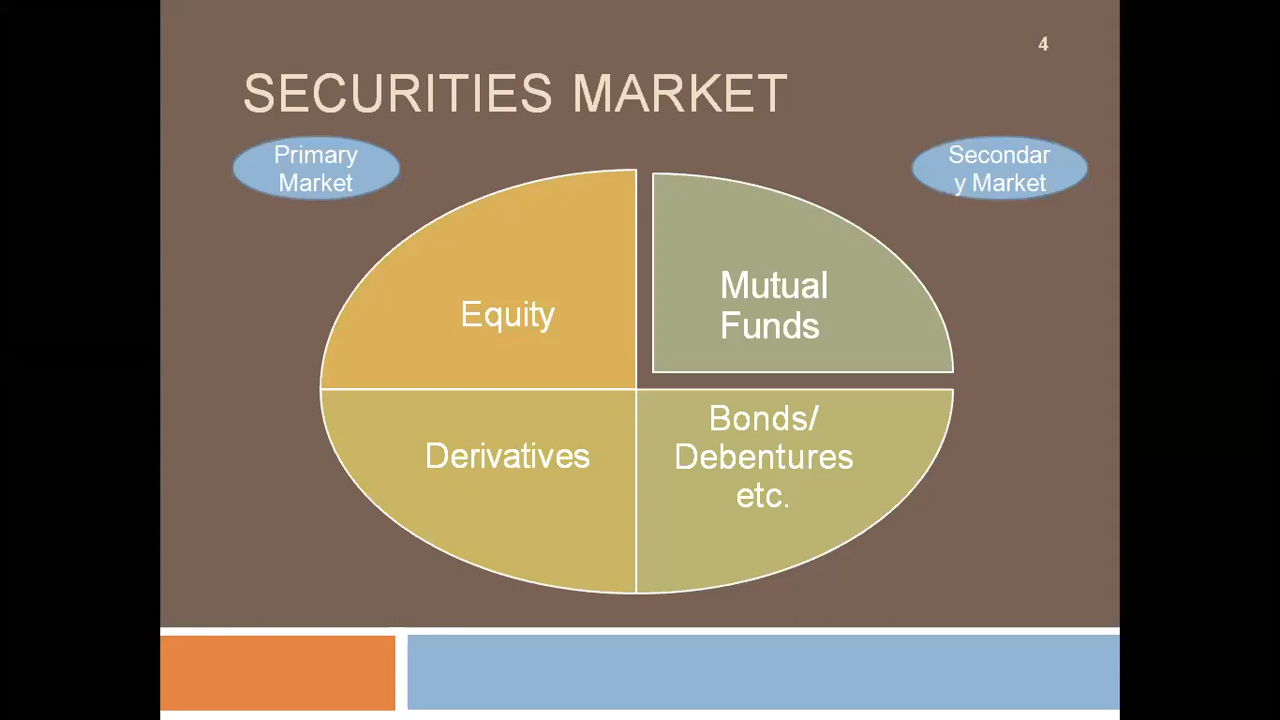 4
SECURITIES MARKET
Primary
Market
Secondar
y Market
Equity
Mutual
Funds
Derivatives
Bonds/
Debentures
etc.